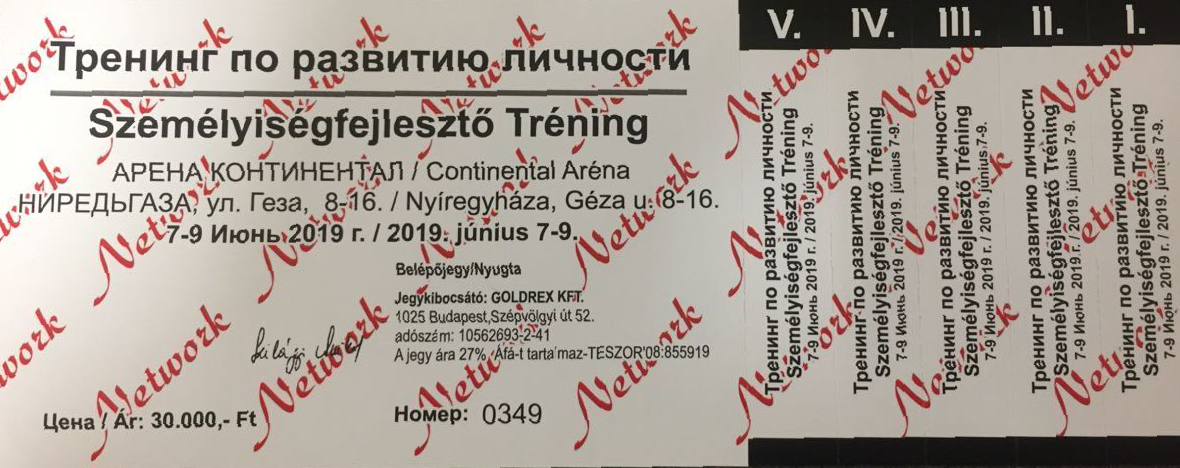 Тренинг по развитию личности
Személyiségfejlesztő Tréning
АРЕНА КОНТИНЕНТАЛ / Continental Aréna
НИРЕДЬГАЗА, ул. Геза, 8-16. / Nyíregyháza, Géza u. 8-16.
7-9 Июнь 2019 г. / 2019. június 7-9.
Belépőjegy/Nyugta
Jegykibocsátó: GOLDREX KFT.
1025 Budapest,Szépvölgyi út 52.
adószám: 10562693-2-41
A jegy ára 27% Áfá-t tartalmaz-TESZOR'08:855919
Цена / Ár: 30.000,- Ft
Номер: 0349
Network
V.
Тренинг по развитию личности
Személyiségfejlesztő Tréning
7-9 Июнь 2019 г. / 2019. június 7-9.
IV.
Тренинг по развитию личности
Személyiségfejlesztő Tréning
7-9 Июнь 2019 г. / 2019. június 7-9.
III.
Тренинг по развитию личности
Személyiségfejlesztő Tréning
7-9 Июнь 2019 г. / 2019. június 7-9.
II.
Тренинг по развитию личности
Személyiségfejlesztő Tréning
7-9 Июнь 2019 г. / 2019. június 7-9.
I.
Тренинг по развитию личности
Személyiségfejlesztő Tréning
7-9 Июнь 2019 г. / 2019. június 7-9.